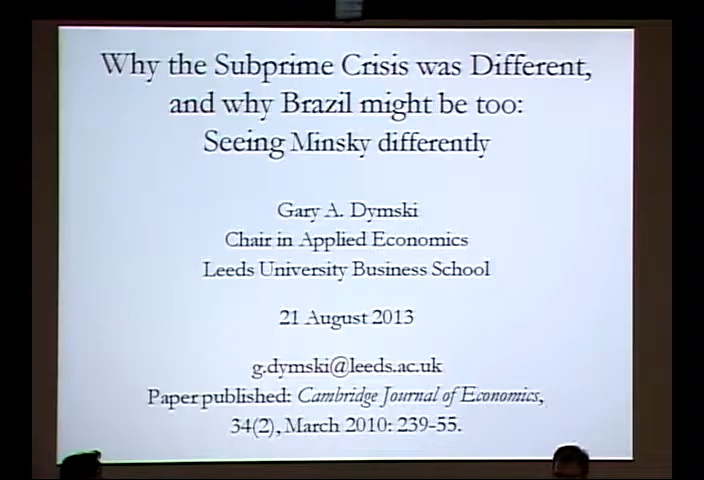 Why the Subprime Crisis was Different,
and why Brazil might be too:
Seeing Minsky differently
Gary A. Dymski
Chair in Applied Economics
Leeds University Business School
21 August 2013
g.dymski@leeds.ac.uk
Paper published: Cambridge Journal of Economics,
34(2), March 2010: 239-55.